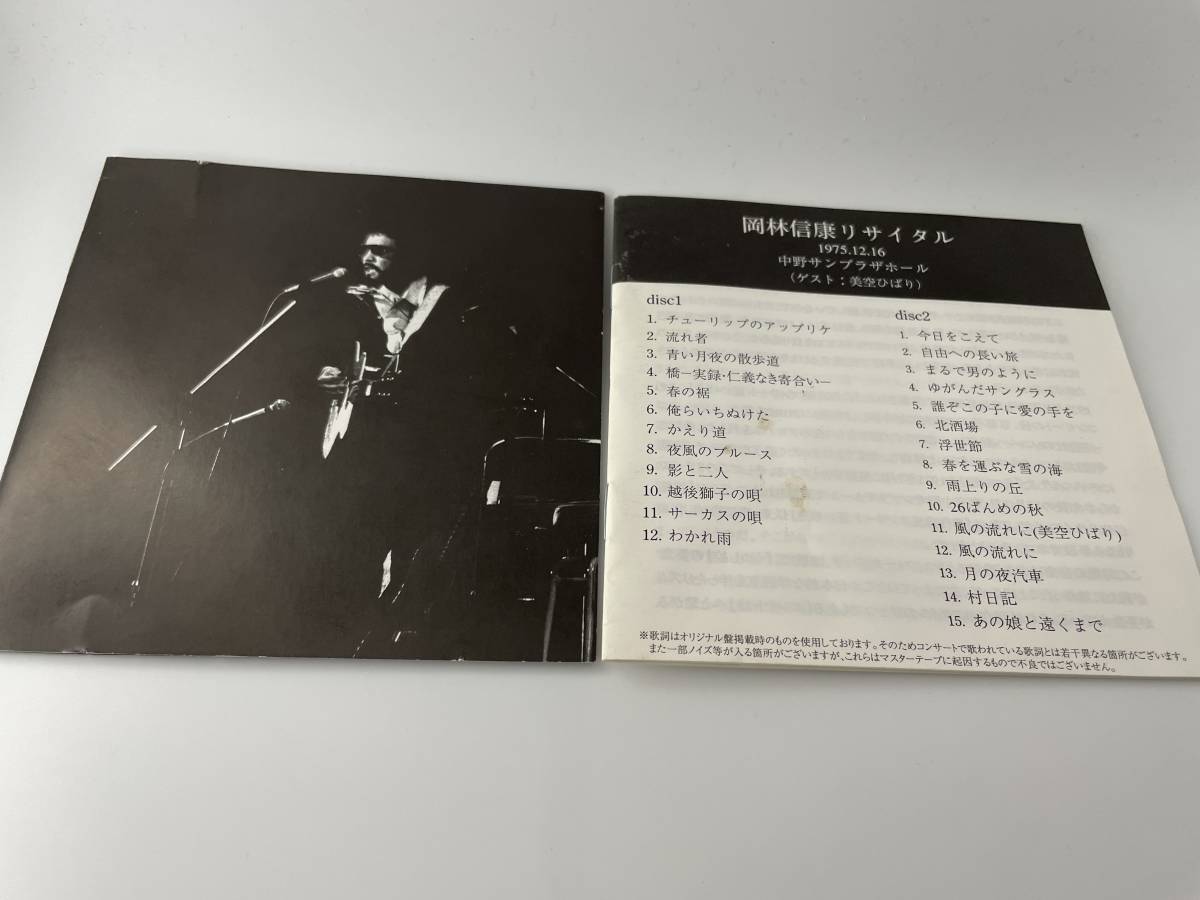 岡林信康リサイタル
1975.12.16
中野サンプラザホール
(ゲスト;美空ひばり)
disc1
1. チューリップのアップリケ
2. 流れ者
3. 青い月夜の散歩道
4. 橋−実録・仁義なき寄合い−
5. 春の裾
6. 俺らいちぬけた
7. かえり道
8. 夜風のブルース
9. 影と二人
10. 越後獅子の唄
11. サーカスの唄
12. わかれ雨
disc2
1. 今日をこえて
2. 自由への長い旅
3. まるで男のように
4. ゆがんだサングラス
5. 誰ぞこの子に愛の手を
6. 北酒場
7. 浮世節
8. 春を運ぶな雪の海
9. 雨上りの丘
10. 26ばんめの秋
11. 風の流れに(美空ひばり)
12. 風の流れに
13. 月の夜汽車
14. 村日記
15. あの娘と遠くまで
※歌詞はオリジナル盤掲載時のものを使用しております。そのためコンサートで歌われている歌詞とは若干異なる箇所がございます。
また一部ノイズ等が入る箇所がございますが、これらはマスターテープに起因するもので不良ではございません。